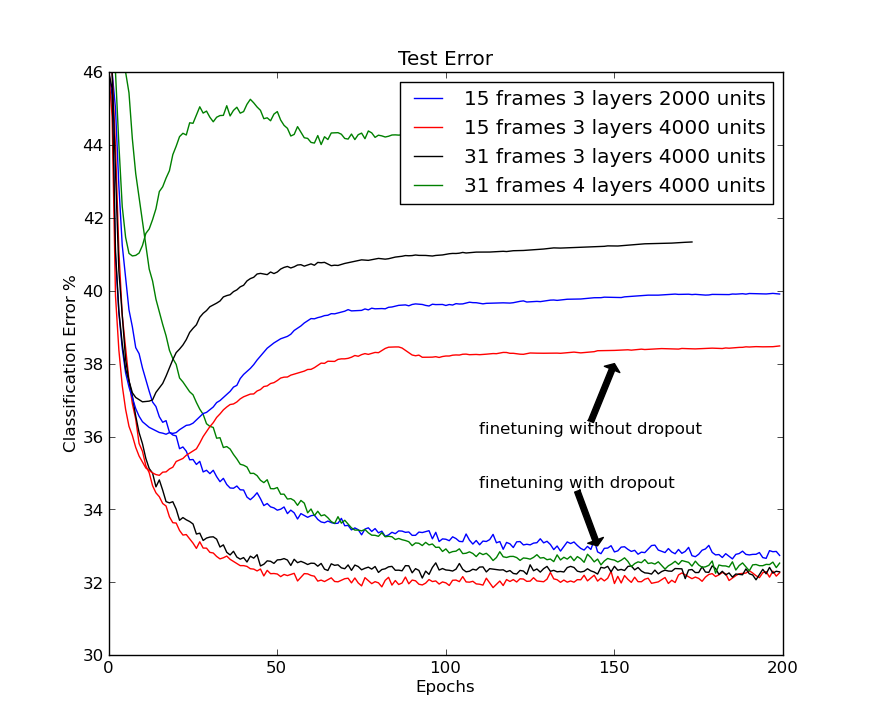 Test Error
46
44
42
40
38
36
34
32
30
Classification Error %
15 frames 3 layers 2000 units
15 frames 3 layers 4000 units
31 frames 3 layers 4000 units
31 frames 4 layers 4000 units
finetuning without dropout
finetuning with dropout
0 50 100 150 200
Epochs